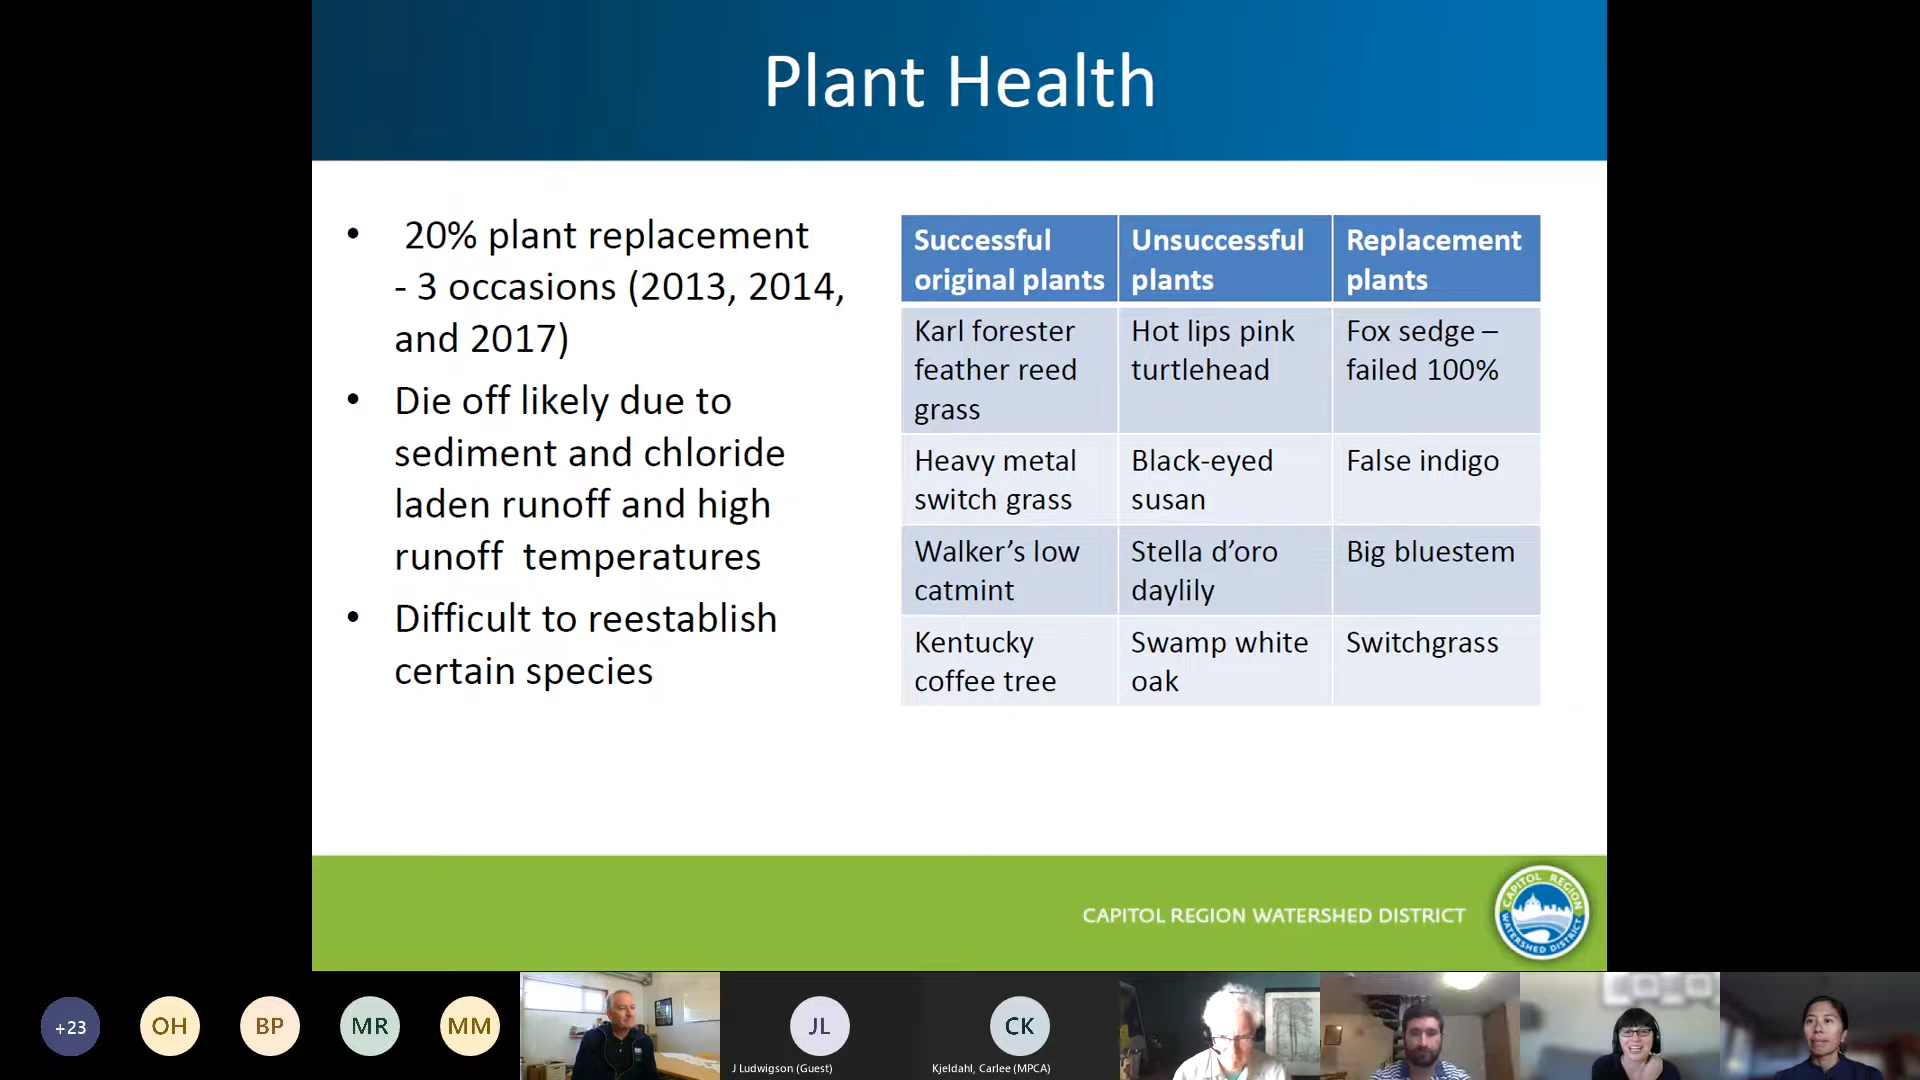 Plant Health
• 20% plant replacement
- 3 occasions (2013, 2014,
and 2017)
• Die off likely due to
sediment and chloride
laden runoff and high
runoff temperatures
• Difficult to reestablish
certain species
Successful
original plants
Unsuccessful
plants
Replacement
plants
Karl forester
feather reed
grass
Hot lips pink
turtlehead
Fox sedge –
failed 100%
Heavy metal
switch grass
Black-eyed
susan
False indigo
Walker’s low
catmint
Stella d’oro
daylily
Big bluestem
Kentucky
coffee tree
Swamp white
oak
Switchgrass
CAPITOL REGION WATERSHED DISTRICT
CAPITOL REGION
WATERSHED DISTRICT
+23
OH
BP
MR
MM
JL
J Ludwigson (Guest)
CK
Kjeldahl, Carlee (MPCA)